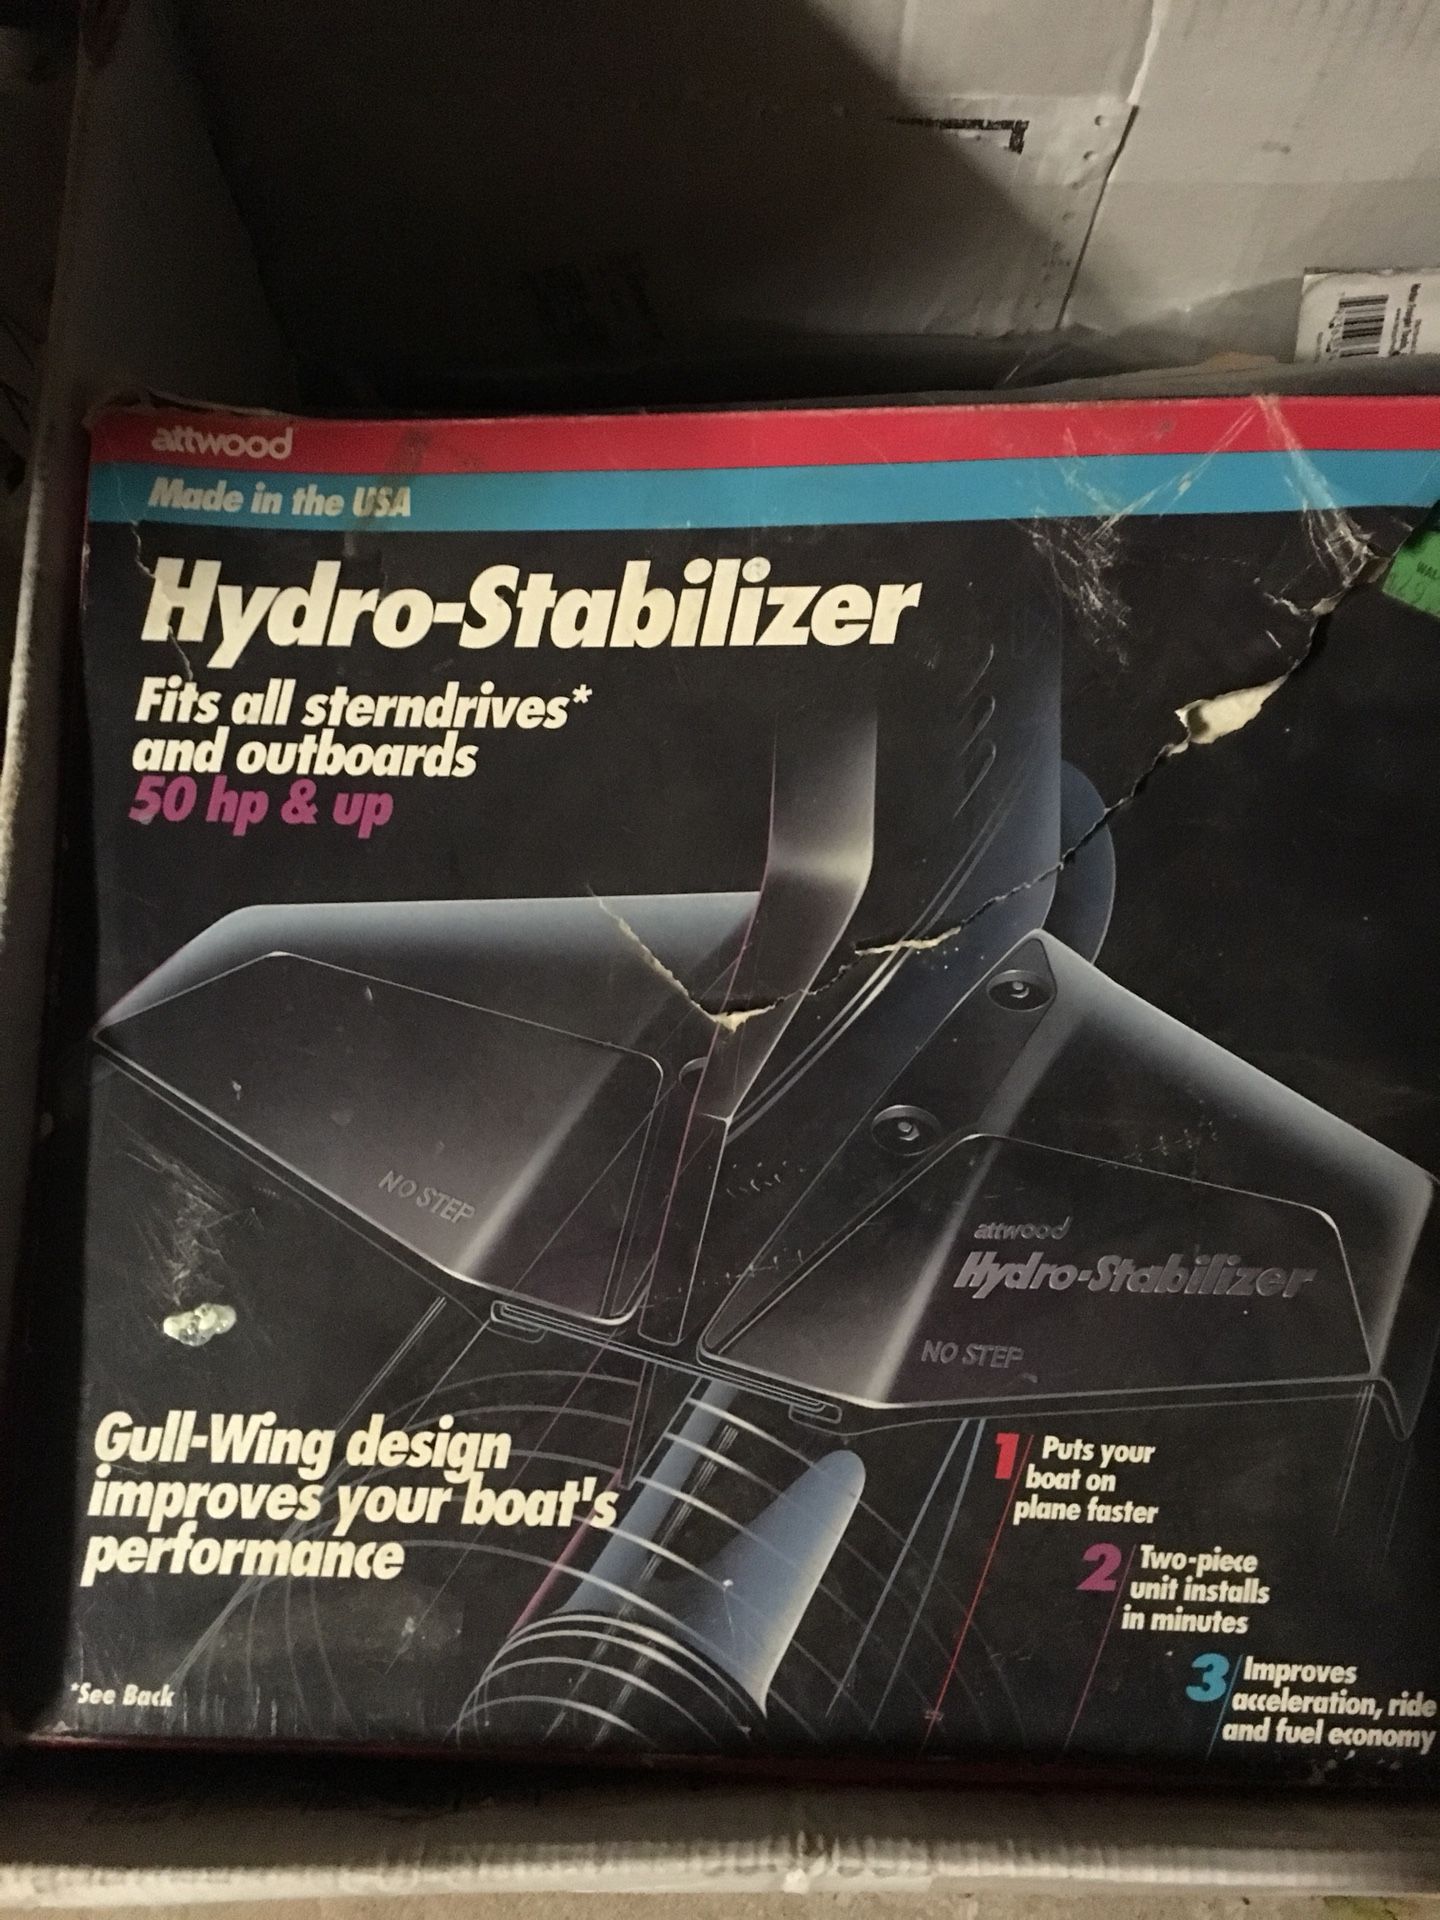 attwood
Made in the USA
Hydro-Stabilizer
Fits all sterndrives*
and outboards
50 hp & up
NO STEP
attwood
Hydro-Stabilizer
NO STEP
Gull-Wing design
improves your boat's
performance
1 Puts your
boat on
plane faster
2 Two-piece
unit installs
in minutes
3 Improves
acceleration, ride
and fuel economy
*See Back